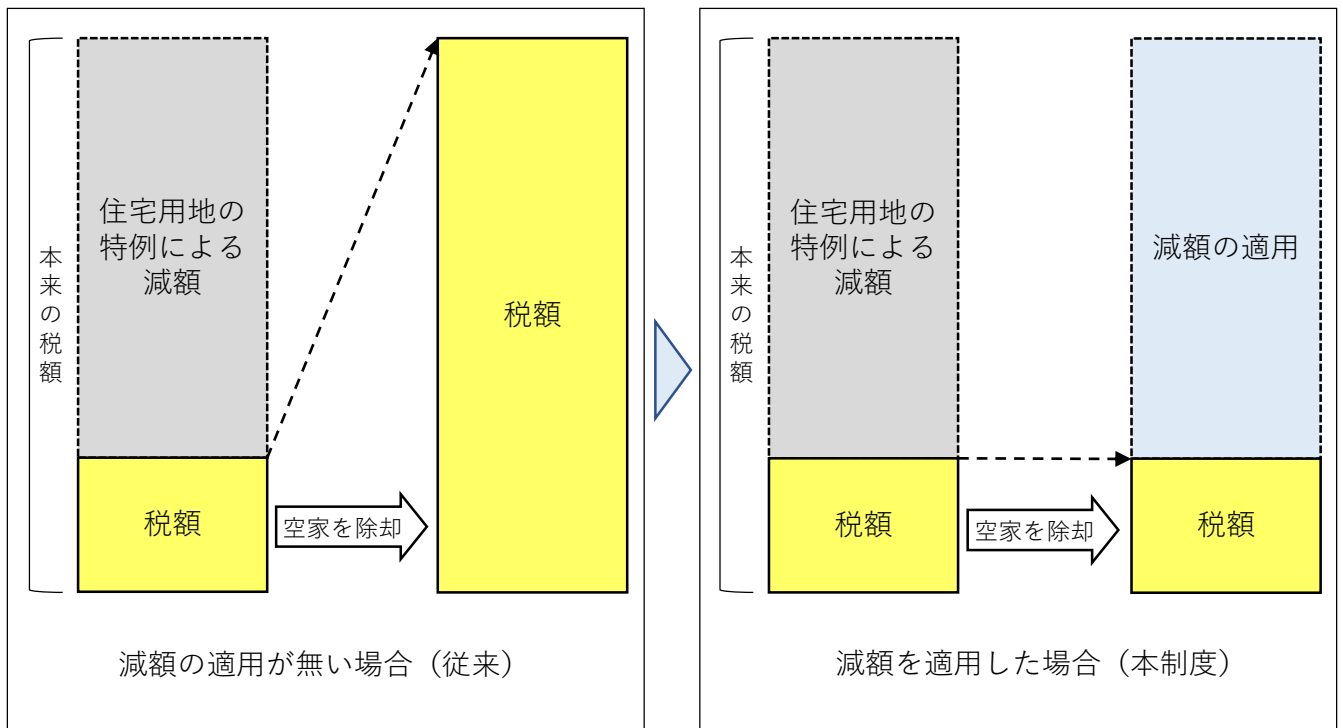 本来の税額
住宅用地の
特例による
減額
税額
空家を除却
税額
減額の適用が無い場合（従来）
本来の税額
住宅用地の
特例による
減額
税額
空家を除却
減額の適用
税額
減額を適用した場合（本制度）